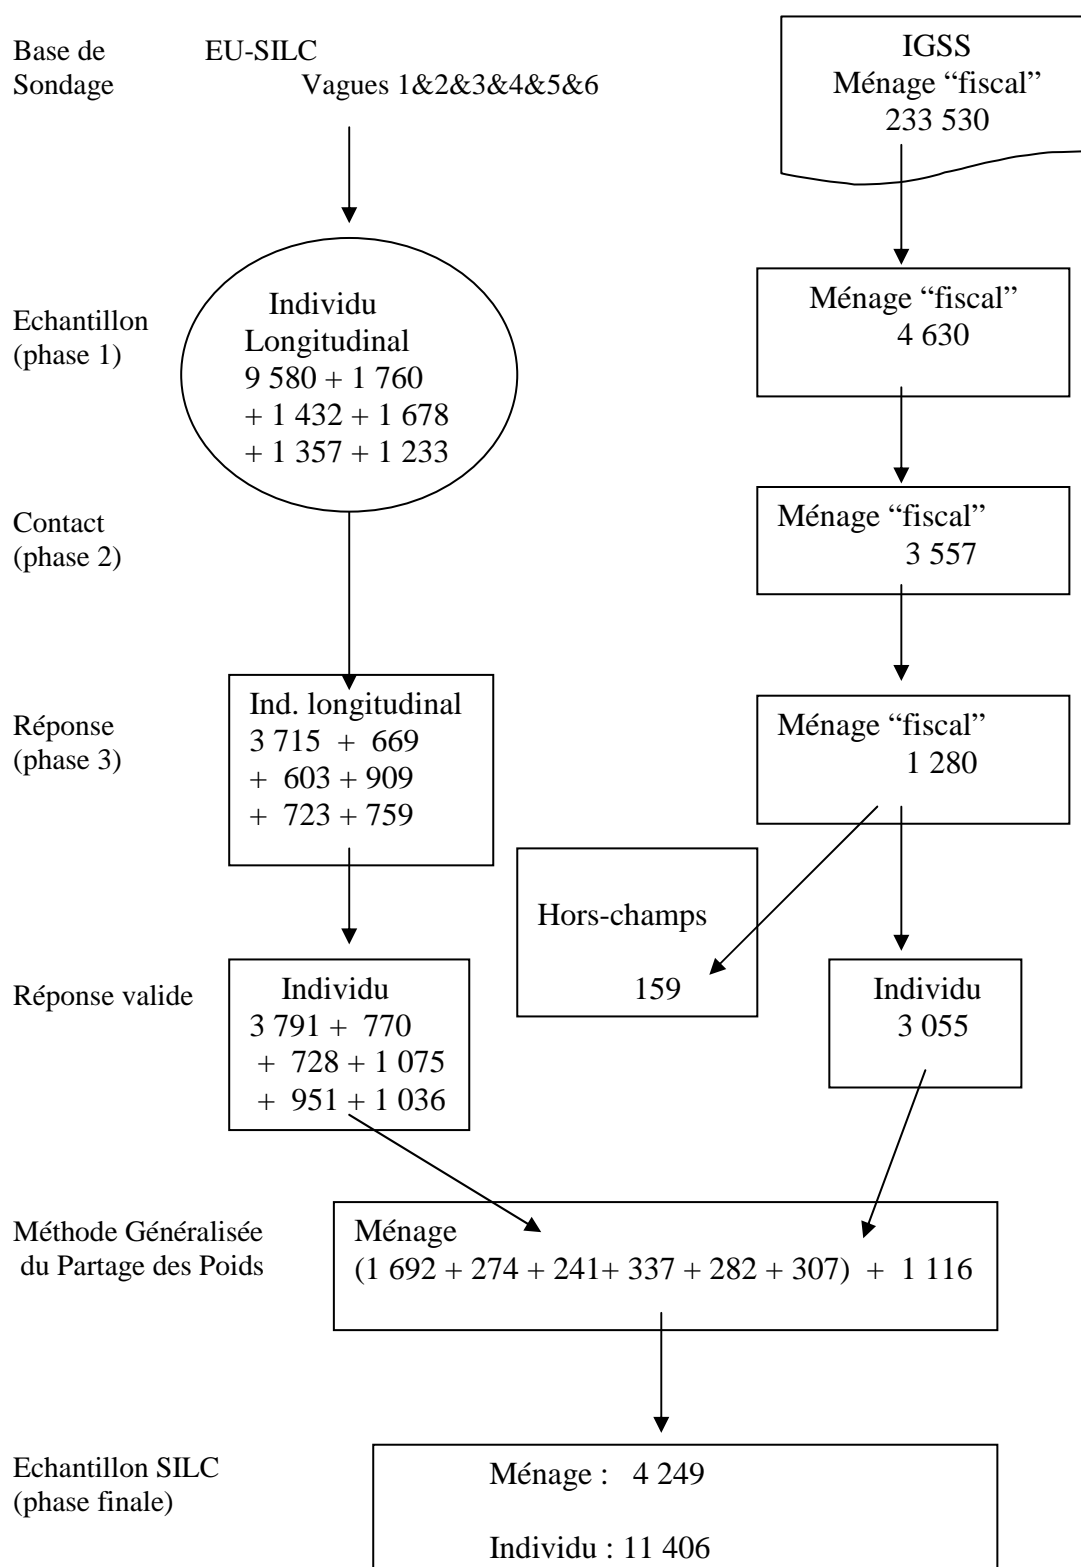 Base de
Sondage
EU-SILC
Vagues 1&2&3&4&5&6
IGSS
Ménage “fiscal”
233 530
Echantillon
(phase 1)
Individu
Longitudinal
9 580 + 1 760
+ 1 432 + 1 678
+ 1 357 + 1 233
Ménage “fiscal”
4 630
Contact
(phase 2)
Ménage “fiscal”
3 557
Réponse
(phase 3)
Ind. longitudinal
3 715 + 669
+ 603 + 909
+ 723 + 759
Ménage “fiscal”
1 280
Hors-champs
159
Réponse valide
Individu
3 791 + 770
+ 728 + 1 075
+ 951 + 1 036
Individu
3 055
Méthode Généralisée
du Partage des Poids
Ménage
(1 692 + 274 + 241+ 337 + 282 + 307) + 1 116
Echantillon SILC
(phase finale)
Ménage : 4 249
Individu : 11 406